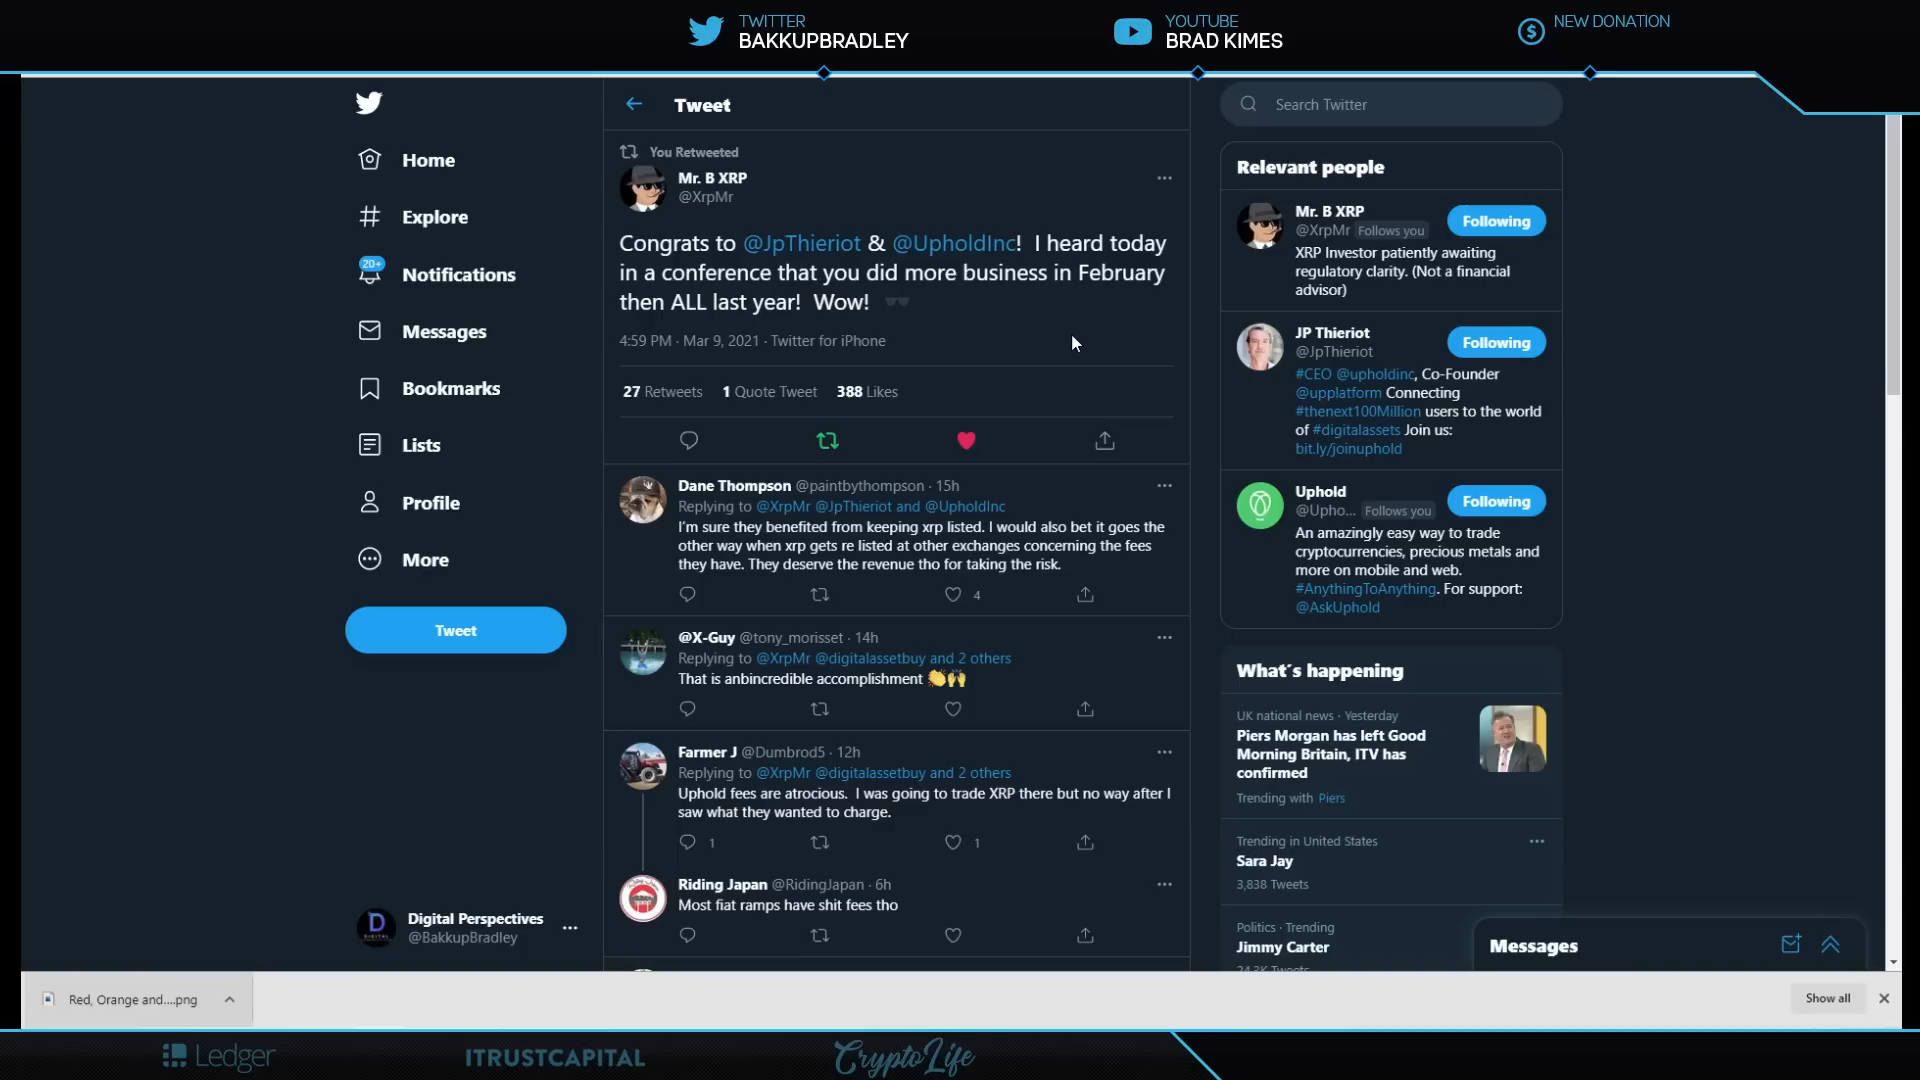 TWITTER
BAKKUPBRADLEY
YOUTUBE
BRAD KIMES
NEW DONATION
Home
Explore
20+
Notifications
Messages
Bookmarks
Lists
Profile
More
Tweet
Digital Perspectives
@BakkupBradley
Tweet
You Retweeted
Mr. B XRP
@XrpMr
Congrats to @JpThieriot & @UpholdInc! I heard today
in a conference that you did more business in February
then ALL last year! Wow! 🕶️
4:59 PM · Mar 9, 2021 · Twitter for iPhone
27 Retweets 1 Quote Tweet 388 Likes
Dane Thompson @paintbythompson · 15h
Replying to @XrpMr @JpThieriot and @UpholdInc
I'm sure they benefited from keeping xrp listed. I would also bet it goes the
other way when xrp gets re listed at other exchanges concerning the fees
they have. They deserve the revenue tho for taking the risk.
4
@X-Guy @tony_morisset · 14h
Replying to @XrpMr @digitalassetbuy and 2 others
That is anbincredible accomplishment 👏🙌
Farmer J @Dumbrod5 · 12h
Replying to @XrpMr @digitalassetbuy and 2 others
Uphold fees are atrocious. I was going to trade XRP there but no way after I
saw what they wanted to charge.
1 1
Riding Japan @RidingJapan · 6h
Most fiat ramps have shit fees tho
Search Twitter
Relevant people
Mr. B XRP
@XrpMr Follows you
Following
XRP Investor patiently awaiting
regulatory clarity. (Not a financial
advisor)
JP Thieriot
@JpThieriot
Following
#CEO @upholdinc, Co-Founder
@upplatform Connecting
#thenext100Million users to the world
of #digitalassets Join us:
bit.ly/joinuphold
Uphold
@Upho... Follows you
Following
An amazingly easy way to trade
cryptocurrencies, precious metals and
more on mobile and web.
#AnythingToAnything. For support:
@AskUphold
What's happening
UK national news · Yesterday
Piers Morgan has left Good
Morning Britain, ITV has
confirmed
Trending with Piers
Trending in United States
Sara Jay
3,838 Tweets
Politics · Trending
Jimmy Carter
Messages
Red, Orange and....png
Show all
Ledger
ITRUSTCAPITAL
CryptoLife